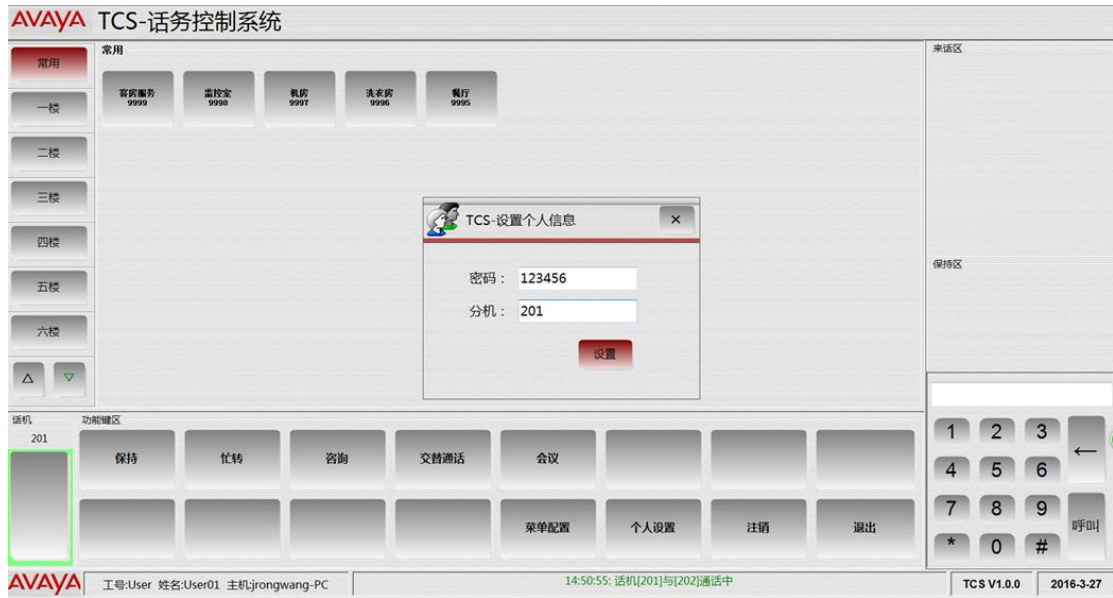 AVAYA TCS-话务控制系统
常用
常用
来话区
客房服务
9999
监控室
9998
机房
9997
洗衣房
9996
餐厅
9995
一楼
二楼
三楼
四楼
五楼
六楼
△ ▽
TCS-设置个人信息 ×
密码： 123456
分机： 201
设置
保持区
话机
201
功能键区
保持 忙转 咨询 交替通话 会议
菜单配置 个人设置 注销 退出
1 2 3 ←
4 5 6
7 8 9 呼叫
* 0 #
AVAYA 工号:User 姓名:User01 主机:jrongwang-PC 14:50:55: 话机[201]与[202]通话中 TCS V1.0.0 2016-3-27